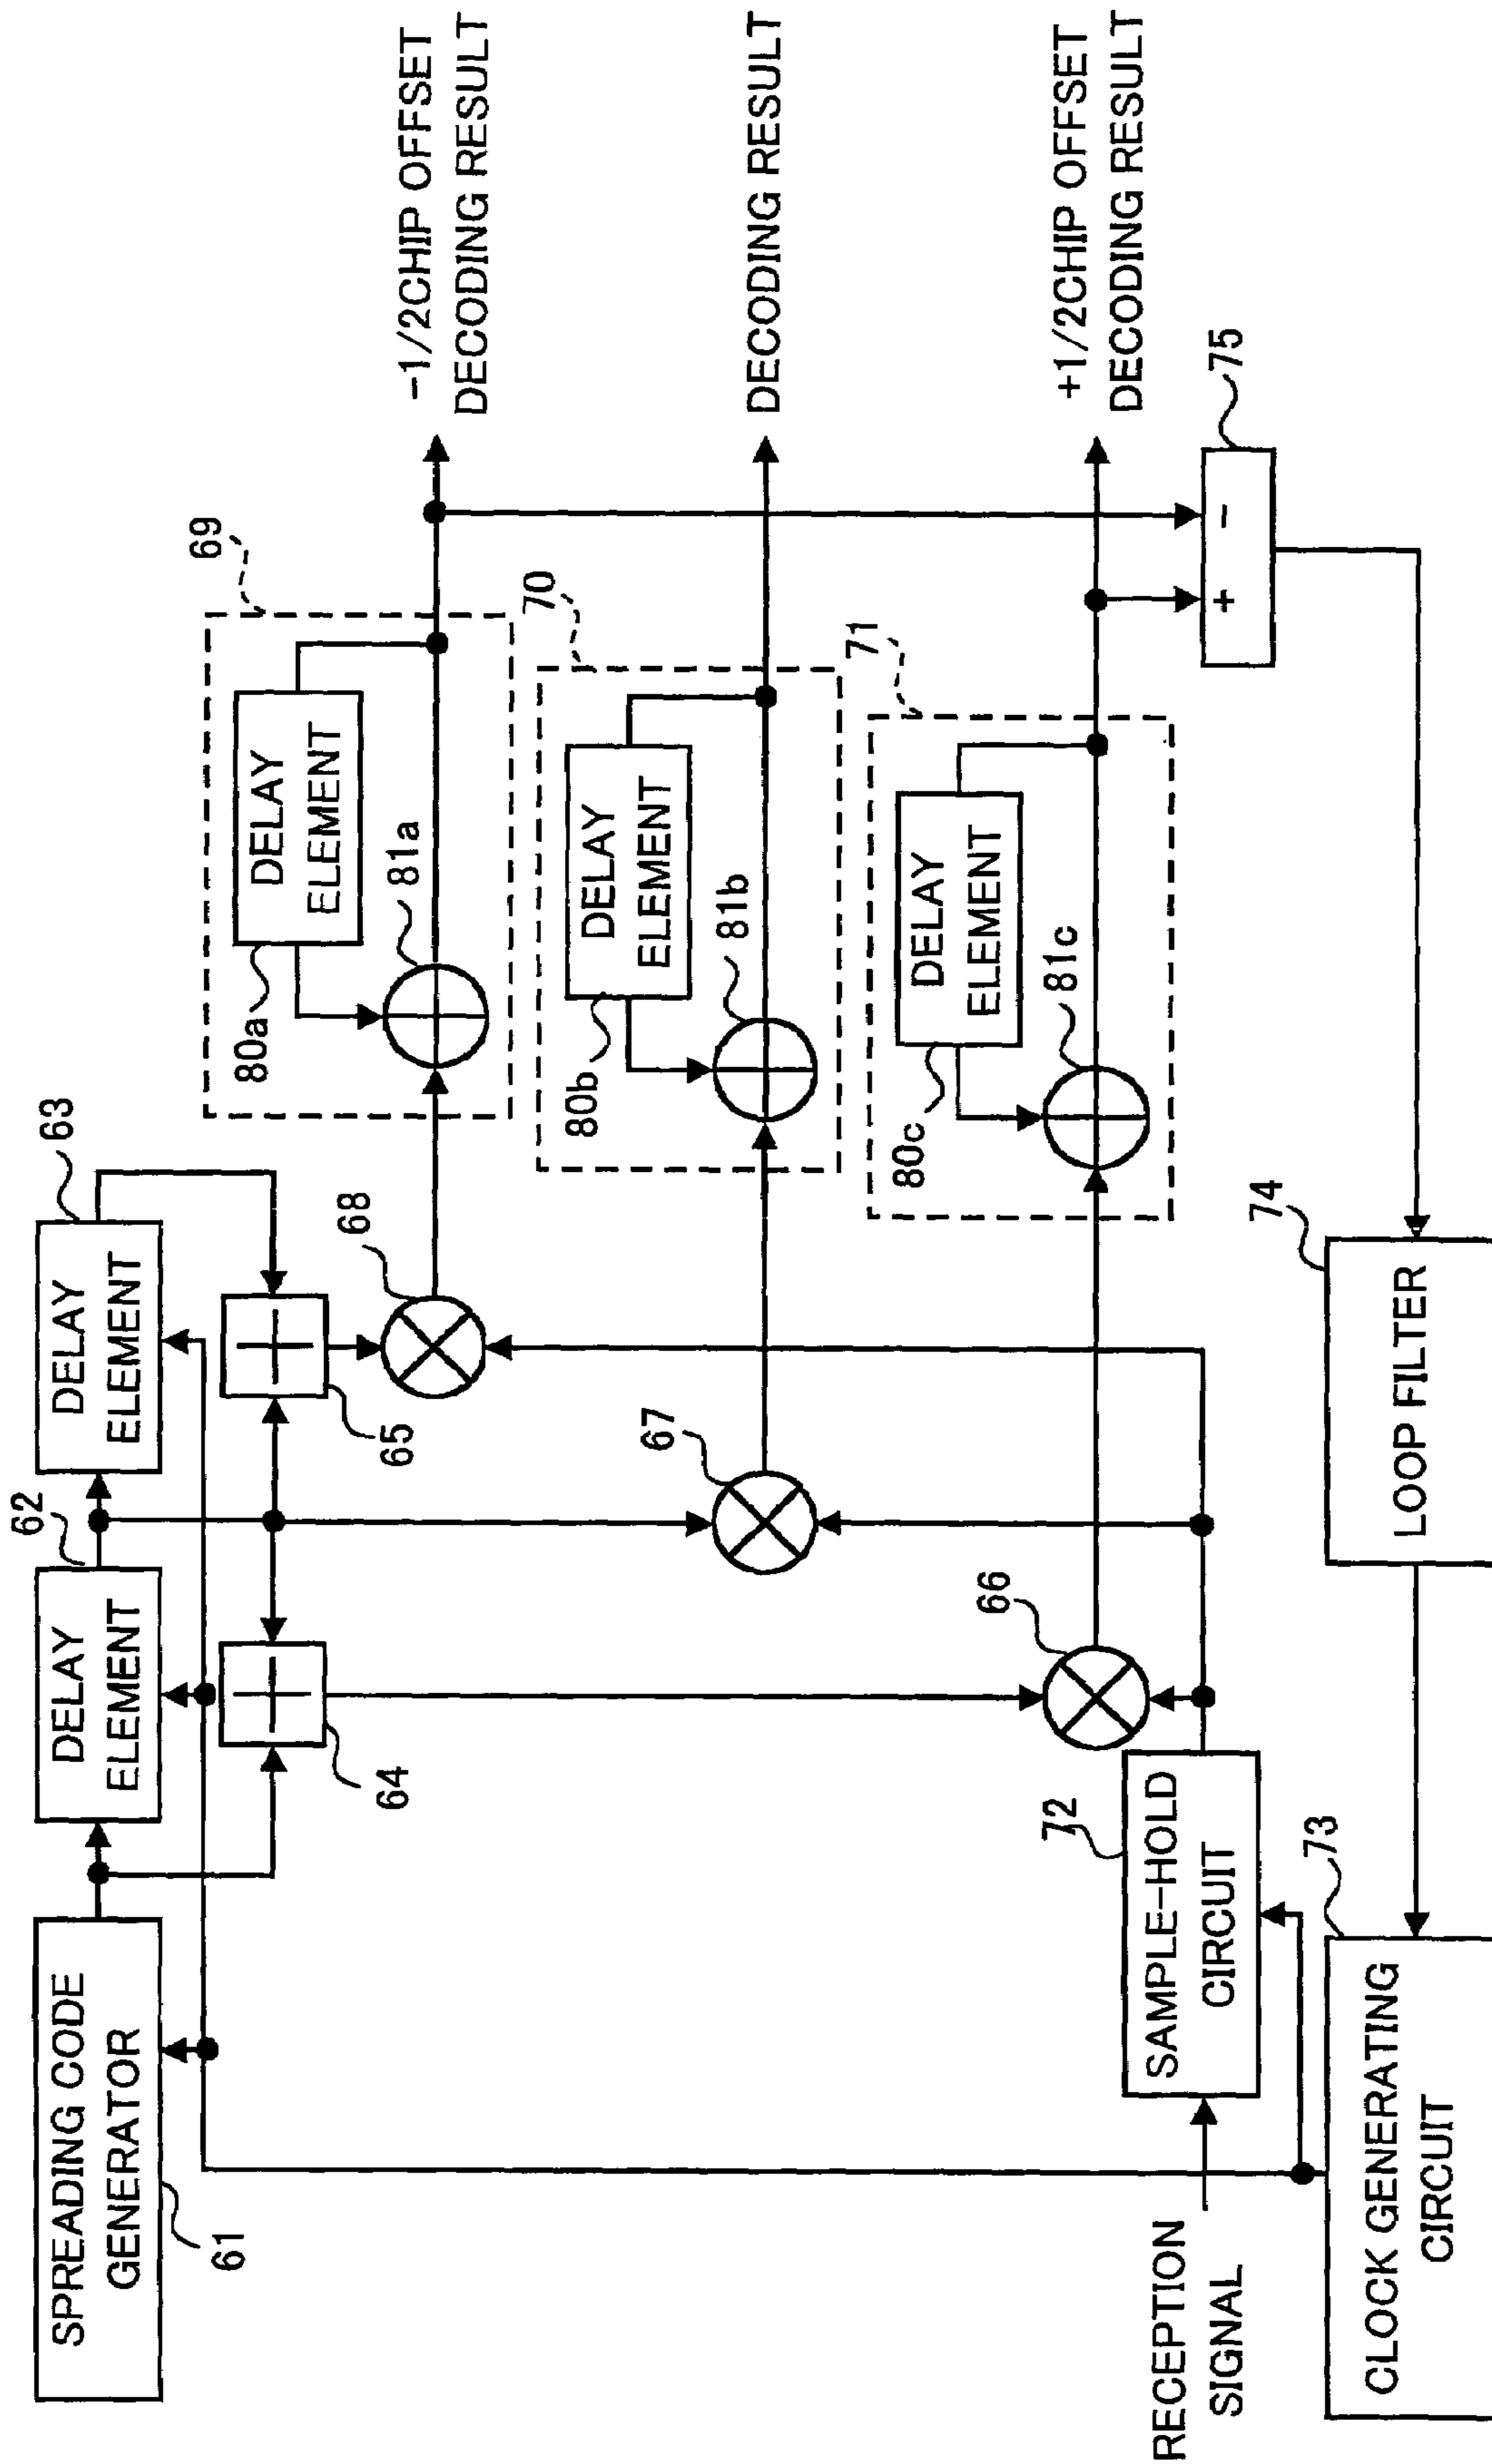 SPREADING CODE
GENERATOR
61
DELAY
ELEMENT
62
DELAY
ELEMENT
63
64
65
66
67
68
69
DELAY
ELEMENT
80a
81a
-1/2CHIP OFFSET
DECODING RESULT
70
DELAY
ELEMENT
80b
81b
DECODING RESULT
71
DELAY
ELEMENT
80c
81c
+1/2CHIP OFFSET
DECODING RESULT
RECEPTION
SIGNAL
SAMPLE-HOLD
CIRCUIT
72
+
-
75
CLOCK GENERATING
CIRCUIT
73
LOOP FILTER
74